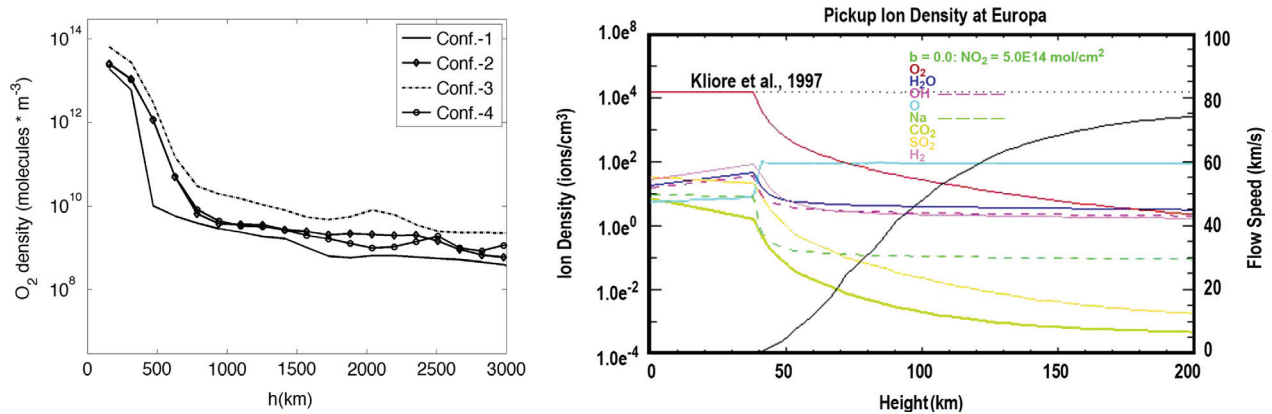 10^14
10^12
10^10
10^8
O2 density (molecules * m^-3)
0 500 1000 1500 2000 2500 3000
h(km)
Conf.-1
Conf.-2
Conf.-3
Conf.-4
Pickup Ion Density at Europa
1.0e^8
1.0e^6
1.0e^4
1.0e^2
1.0e^0
1.0e^-2
1.0e^-4
Ion Density (ions/cm³)
Kliore et al., 1997
b = 0.0: NO2 = 5.0E14 mol/cm²
O2
H2O
OH
O
Na
CO2
SO2
H2
100
80
60
40
20
0
Flow Speed (km/s)
0 50 100 150 200
Height (km)